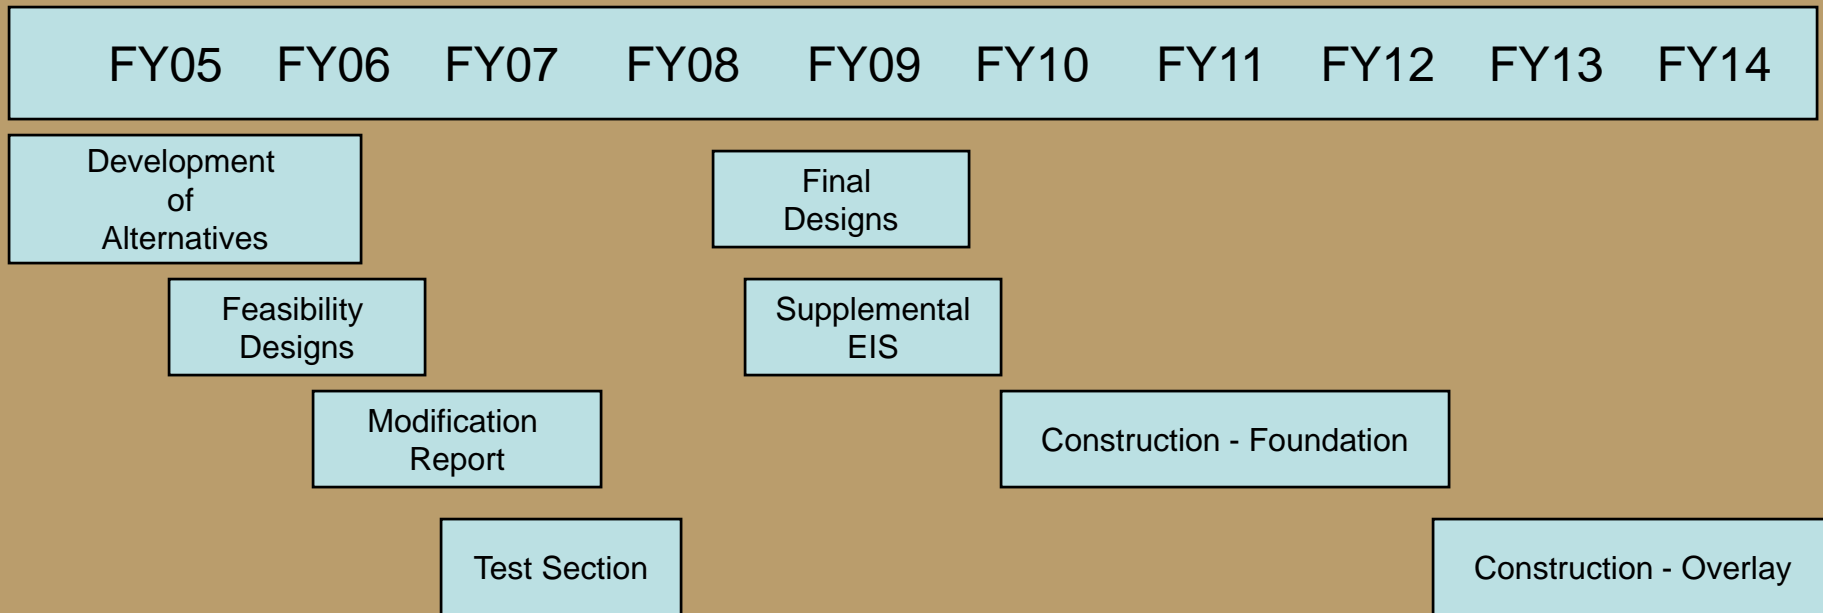 FY05 FY06 FY07 FY08 FY09 FY10 FY11 FY12 FY13 FY14
Development
of
Alternatives
Final
Designs
Feasibility
Designs
Supplemental
EIS
Modification
Report
Construction - Foundation
Test Section
Construction - Overlay